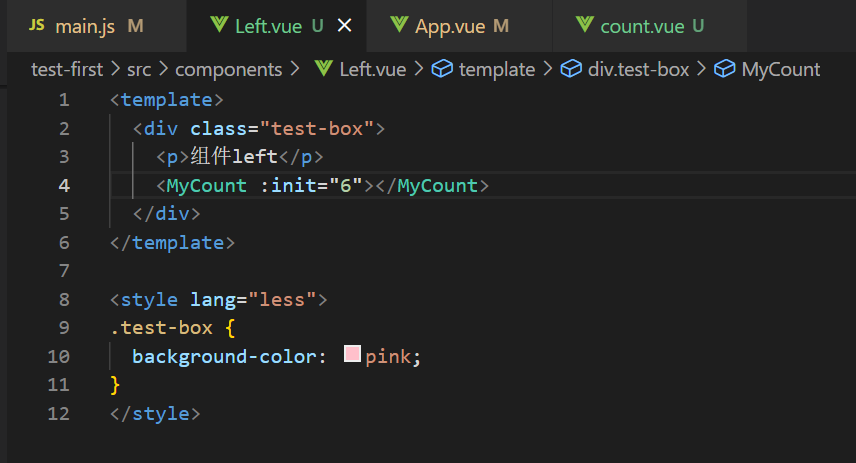 JS main.js M Left.vue U × App.vue M count.vue U
test-first > src > components > Left.vue > template > div.test-box > MyCount
1 <template>
2 <div class="test-box">
3 <p>组件left</p>
4 <MyCount :init="6"></MyCount>
5 </div>
6 </template>
7
8 <style lang="less">
9 .test-box {
10 background-color: pink;
11 }
12 </style>